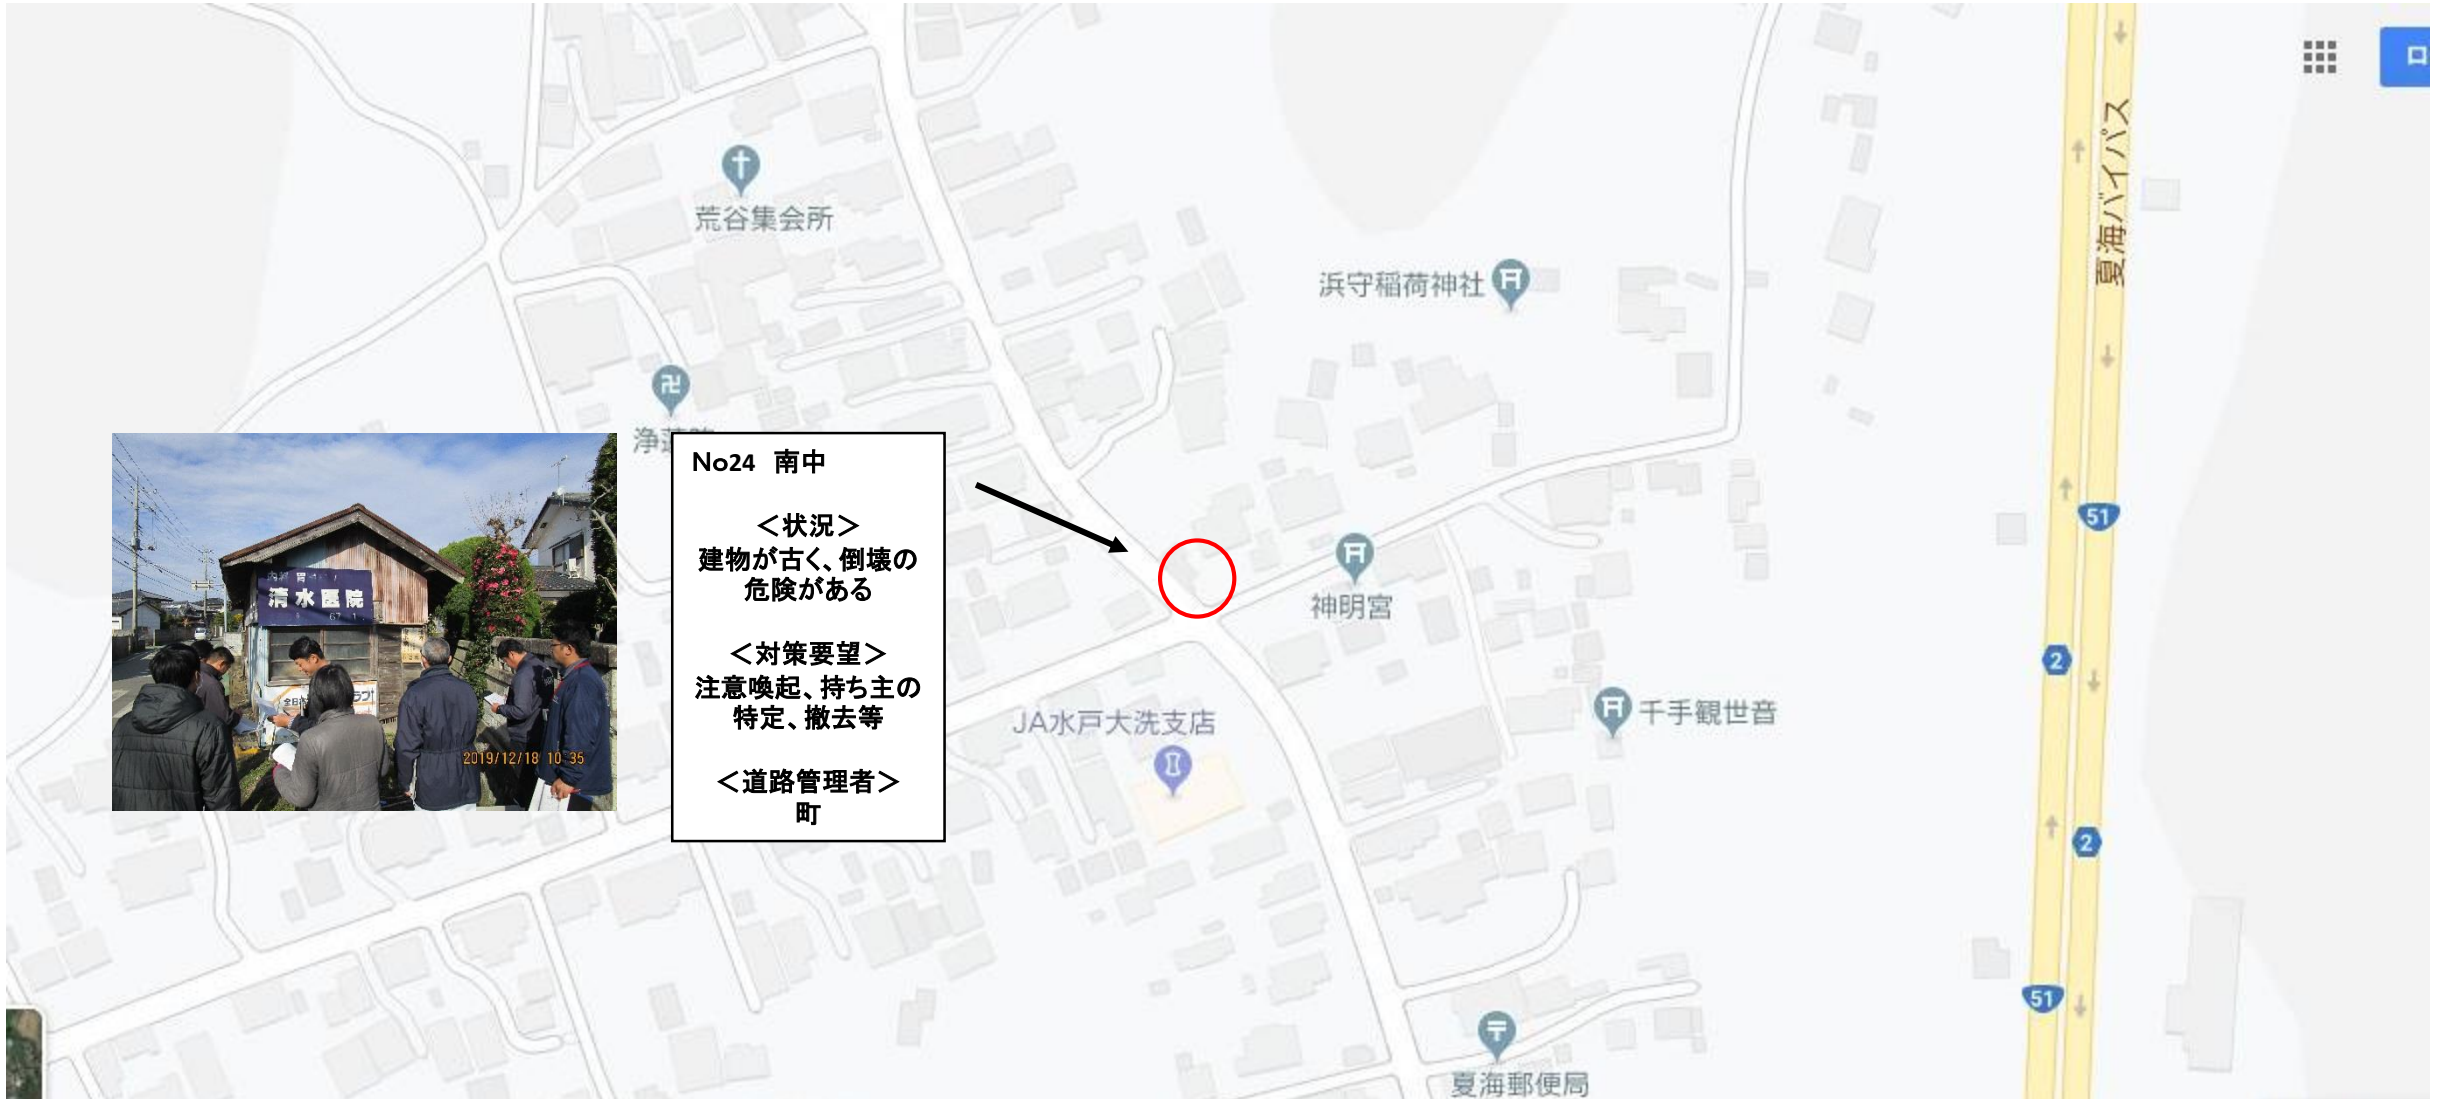 ロ
夏海バイパス
荒谷集会所
浜守稲荷神社
No24 南中
＜状況＞
建物が古く、倒壊の
危険がある
＜対策要望＞
注意喚起、持ち主の
特定、撤去等
＜道路管理者＞
町
清水医院
2019/12/18 10 35
51
神明宮
2
千手観世音
JA水戸大洗支店
2
51
夏海郵便局